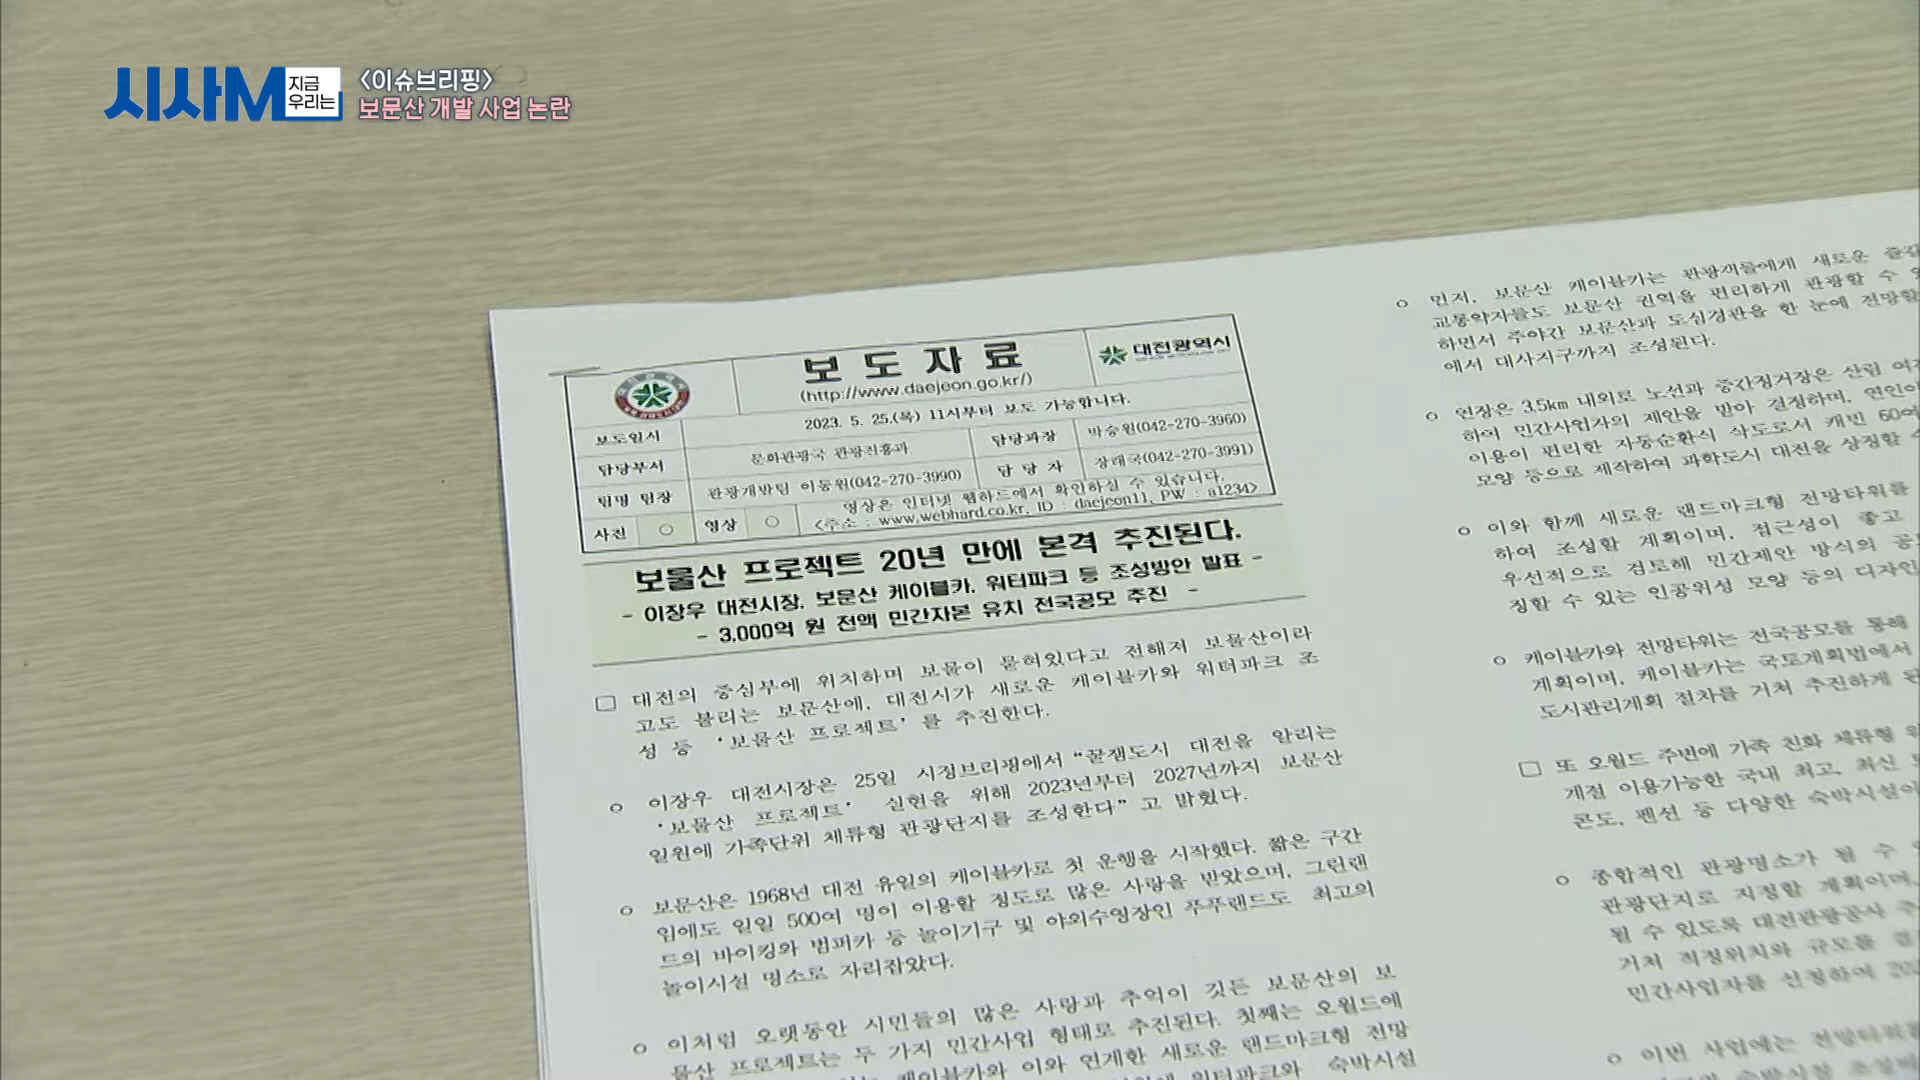 시사M 지금 우리는
<이슈브리핑>
보문산 개발 사업 논란
보 도 자 료
(http://www.daejeon.go.kr/)
대전광역시
보도일시
2023. 5. 25.(목) 11시부터 보도 가능합니다.
담당부서
문화관광국 관광진흥과
담당과장
박승원(042-270-3960)
팀명 팀장
관광개발팀 이동원(042-270-3990)
담 당 자
장래국(042-270-3991)
사진 ○ 영상 ○
영상은 인터넷 웹하드에서 확인하실 수 있습니다.
<주소 : www.webhard.co.kr, ID : daejeon11, PW : a1234>
보물산 프로젝트 20년 만에 본격 추진된다.
- 이장우 대전시장, 보문산 케이블카, 워터파크 등 조성방안 발표 -
- 3,000억 원 전액 민간자본 유치 전국공모 추진 -
□ 대전의 중심부에 위치하며 보물이 묻혀있다고 전해져 보물산이라
고도 불리는 보문산에, 대전시가 새로운 케이블카와 워터파크 조
성 등 '보물산 프로젝트' 를 추진한다.
○ 이장우 대전시장은 25일 시정브리핑에서 "꿀잼도시 대전을 알리는
'보물산 프로젝트' 실현을 위해 2023년부터 2027년까지 보문산
일원에 가족단위 체류형 관광단지를 조성한다" 고 밝혔다.
○ 보문산은 1968년 대전 유일의 케이블카로 첫 운행을 시작했다. 짧은 구간
임에도 일일 500여 명이 이용할 정도로 많은 사랑을 받았으며, 그린랜
드의 바이킹과 범퍼카 등 놀이기구 및 야외수영장인 푸푸랜드도 최고의
놀이시설 명소로 자리잡았다.
○ 이처럼 오랫동안 시민들의 많은 사랑과 추억이 깃든 보문산의 보
물산 프로젝트는 두 가지 민간사업 형태로 추진된다. 첫째는 오월드에
케이블카와 이와 연계한 새로운 랜드마크형 전망
워터파크와 숙박시설
○ 먼저, 보문산 케이블카는 관광객들에게 새로운 즐길
교통약자들도 보문산 권역을 편리하게 관광할 수
하면서 주야간 보문산과 도심경관을 한 눈에 전망할
에서 대사지구까지 조성된다.
○ 연장은 3.5km 내외로 노선과 중간정거장은 산림 여건
하여 민간사업자의 제안을 받아 결정하며, 연인이
이용이 편리한 자동순환식 삭도로서 캐빈 60여
모양 등으로 제작하여 과학도시 대전을 상징할 수
○ 이와 함께 새로운 랜드마크형 전망타워를
하여 조성할 계획이며, 접근성이 좋고
우선적으로 검토해 민간제안 방식의 공
징할 수 있는 인공위성 모양 등의 디자인
○ 케이블카와 전망타워는 전국공모를 통해
계획이며, 케이블카는 국토계획법에서
도시관리계획 절차를 거쳐 추진하게 된
□ 또 오월드 주변에 가족 친화 체류형 워
계절 이용가능한 국내 최고, 최신
콘도, 펜션 등 다양한 숙박시설이
○ 종합적인 관광명소가 될 수
관광단지로 지정할 계획이며,
될 수 있도록 대전관광공사 주
거쳐 적정위치와 규모를 결
민간사업자를 선정하여
○ 이번 사업에는 전망타워를